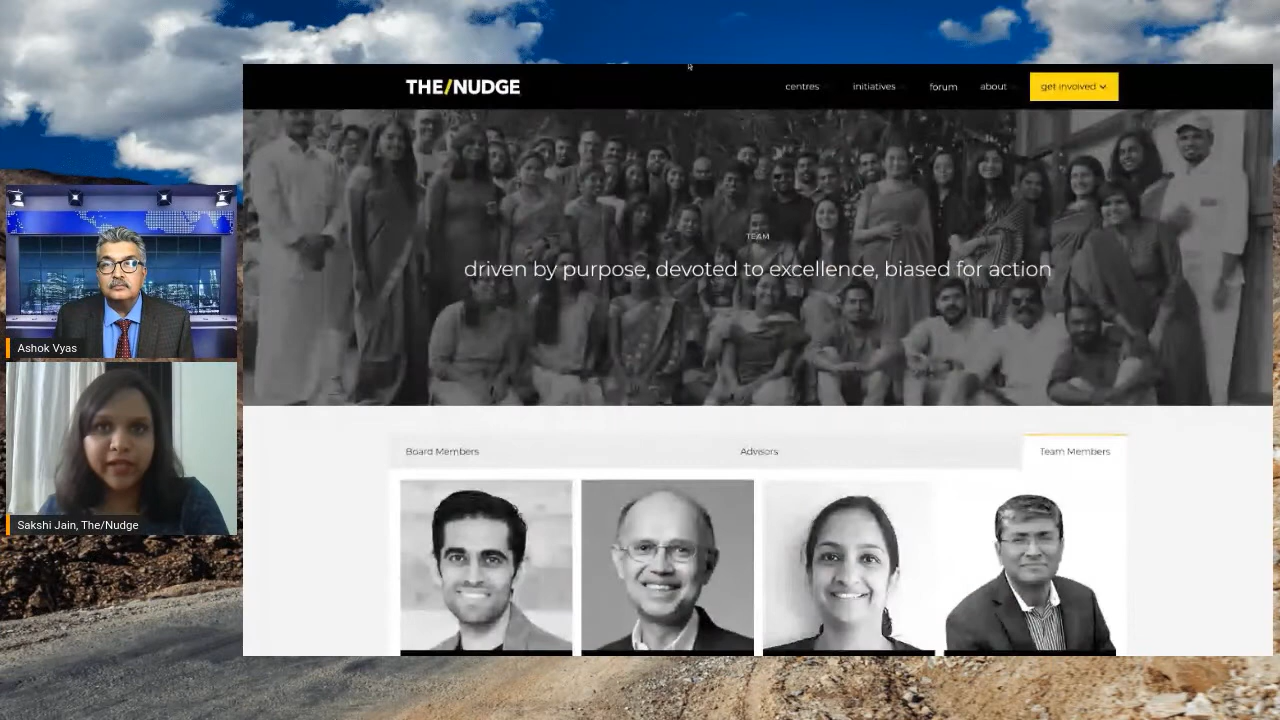 THE/NUDGE
centres
initiatives
forum
about
get involved
TEAM
driven by purpose, devoted to excellence, biased for action
Ashok Vyas
Sakshi Jain, The/Nudge
Board Members
Advisors
Team Members